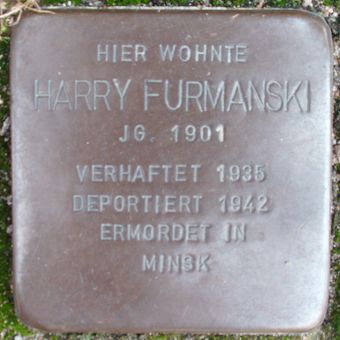 HIER WOHNTE
HARRY FURMANSKI
JG. 1901
VERHAFTET 1935
DEPORTIERT 1942
ERMORDET IN
MINSK